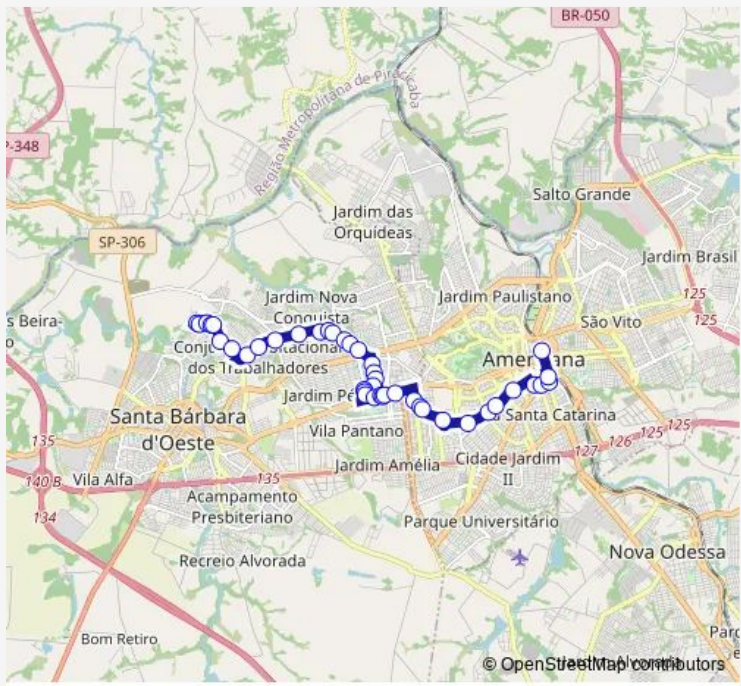 BR-050
Região Metropolitana de Piracicaba
P-348
Salto Grande
Jardim das
Orquídeas
SP-306
Jardim Brasil
Jardim Nova
Conquista
Jardim Paulistano
125
São Vito
125
s Beira-
o
dos Trabalhadores
Jardim
Santa Bárbara
d'Oeste
Santa Catarina
Vila Pantano
135
126
125
125
127
Jardim Amélia
Cidade Jardim
II
140 B
Vila Alfa
135
134
Acampamento
Presbiteriano
Parque Universitário
Recreio Alvorada
Nova Odessa
Bom Retiro
© OpenStreetMap contributors